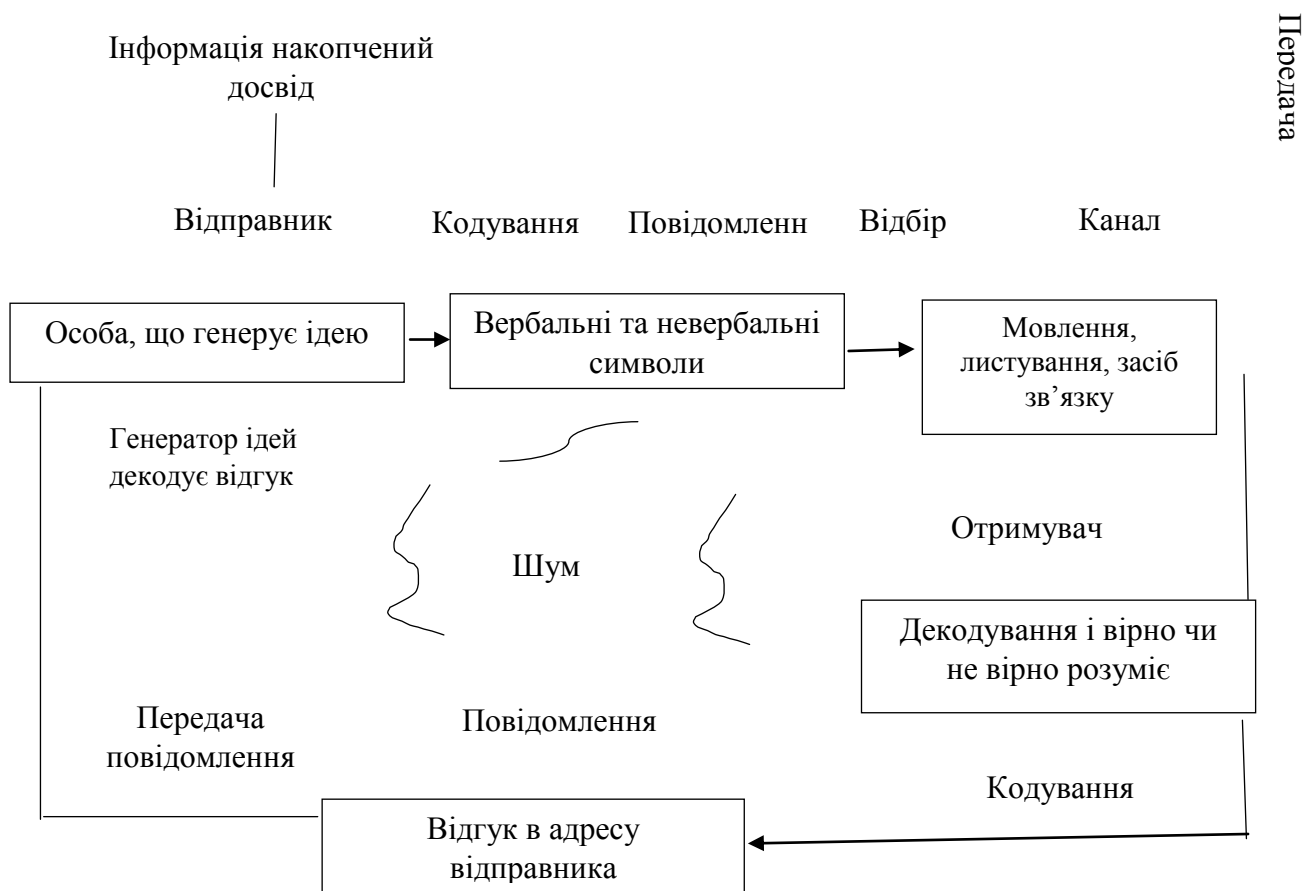 Передача
Інформація накопчений
досвід
Відправник
Кодування
Повідомленн
Відбір
Канал
Особа, що генерує ідею
Вербальні та невербальні
символи
Мовлення,
листування, засіб
зв’язку
Генератор ідей
декодує відгук
Шум
Отримувач
Декодування і вірно чи
не вірно розуміє
Передача
повідомлення
Повідомлення
Кодування
Відгук в адресу
відправника